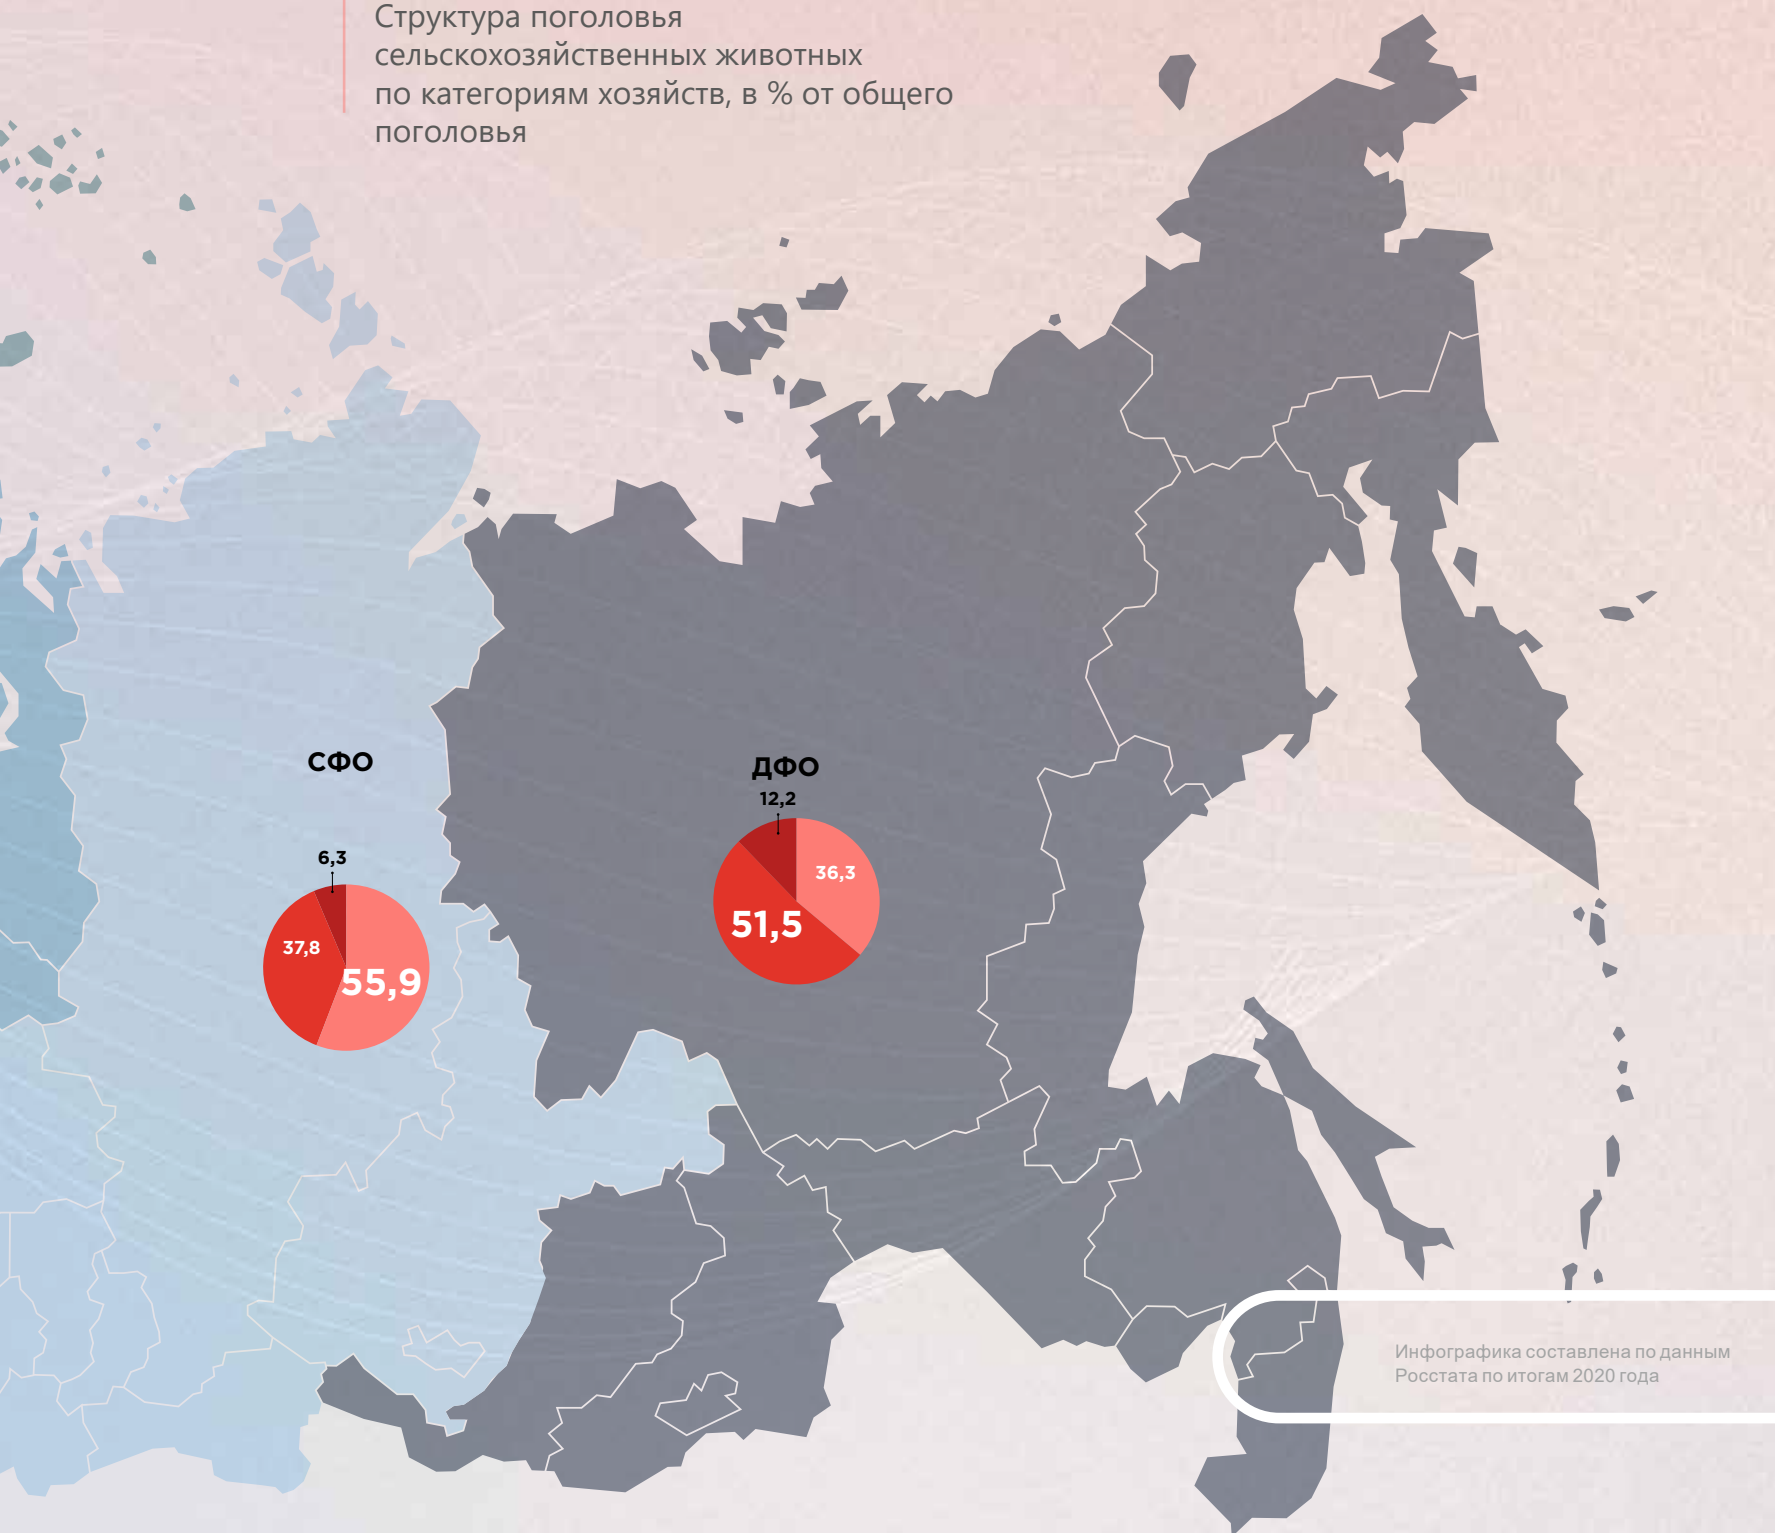 Структура поголовья
сельскохозяйственных животных
по категориям хозяйств, в % от общего
поголовья
СФО
6,3
37,8
55,9
ДФО
12,2
36,3
51,5
Инфографика составлена по данным
Росстата по итогам 2020 года